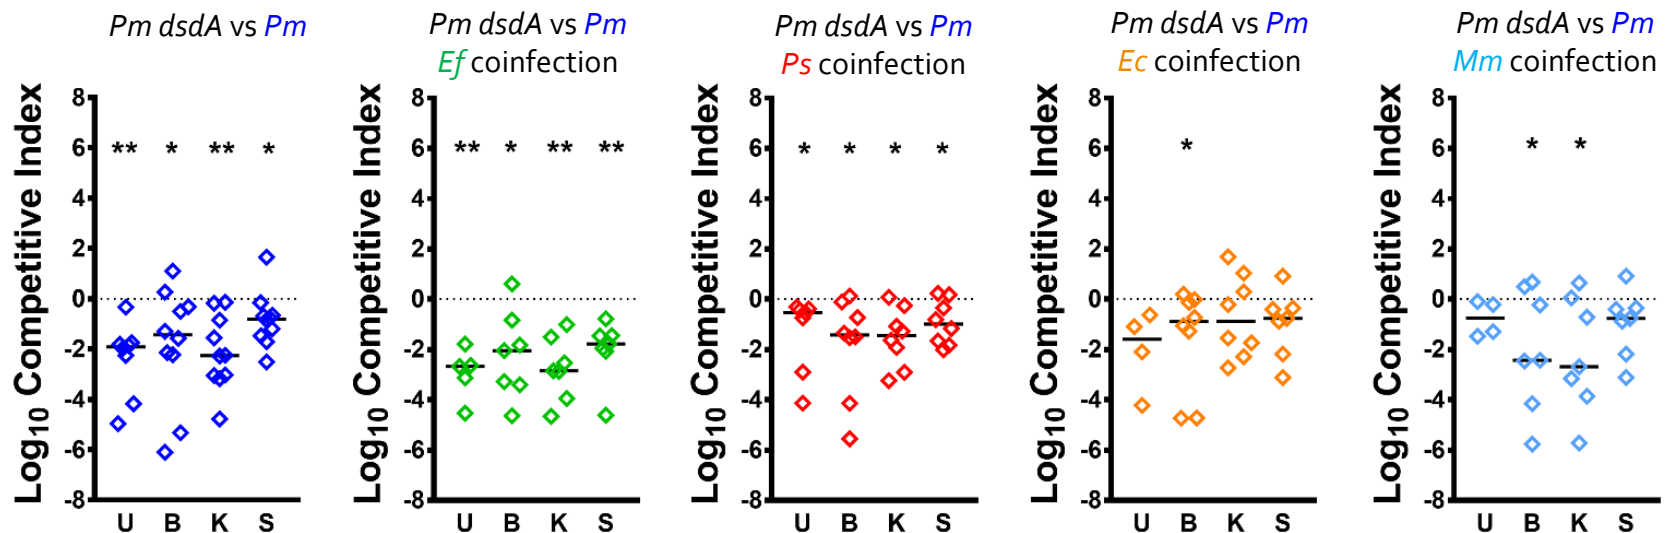 Pm dsdA vs Pm
Log10 Competitive Index
8
6
4
2
0
-2
-4
-6
-8
** * ** *
U B K S
Pm dsdA vs Pm
Ef coinfection
Log10 Competitive Index
8
6
4
2
0
-2
-4
-6
-8
** * ** **
U B K S
Pm dsdA vs Pm
Ps coinfection
Log10 Competitive Index
8
6
4
2
0
-2
-4
-6
-8
* * * *
U B K S
Pm dsdA vs Pm
Ec coinfection
Log10 Competitive Index
8
6
4
2
0
-2
-4
-6
-8
*
U B K S
Pm dsdA vs Pm
Mm coinfection
Log10 Competitive Index
8
6
4
2
0
-2
-4
-6
-8
* *
U B K S